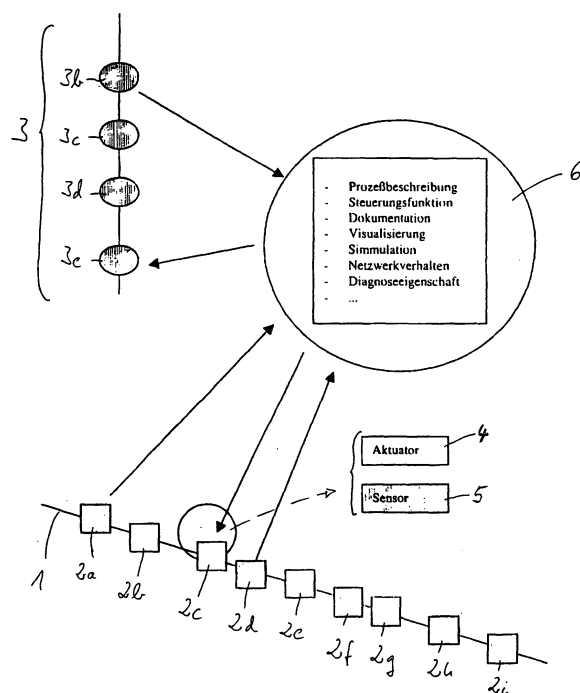 3
3b
3c
3d
3e
6
- Prozeßbeschreibung
- Steuerungsfunktion
- Dokumentation
- Visualisierung
- Simmulation
- Netzwerkverhalten
- Diagnoseeigenschaft
- ...
Aktuator
4
Sensor
5
1
2a
2b
2c
2d
2e
2f
2g
2h
2i